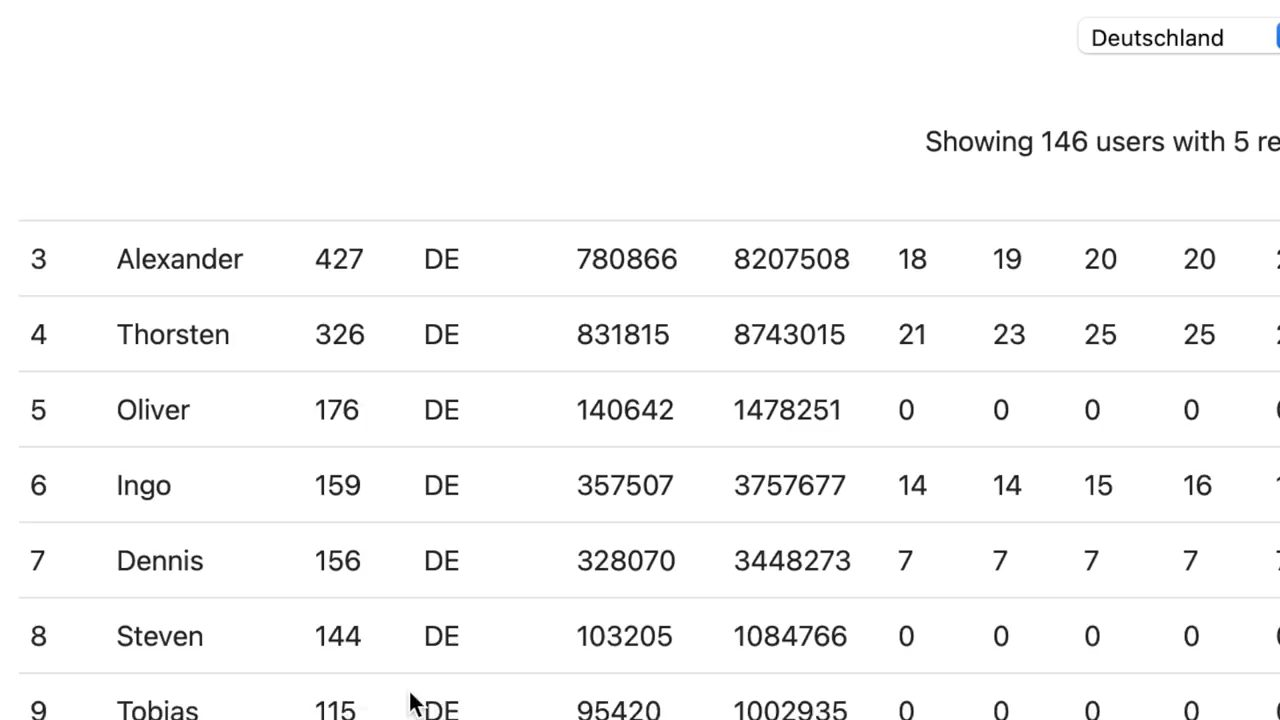 Deutschland
Showing 146 users with 5 re
3 Alexander 427 DE 780866 8207508 18 19 20 20
4 Thorsten 326 DE 831815 8743015 21 23 25 25
5 Oliver 176 DE 140642 1478251 0 0 0 0
6 Ingo 159 DE 357507 3757677 14 14 15 16
7 Dennis 156 DE 328070 3448273 7 7 7 7
8 Steven 144 DE 103205 1084766 0 0 0 0
9 Tobias 115 DE 95420 1002935 0 0 0 0